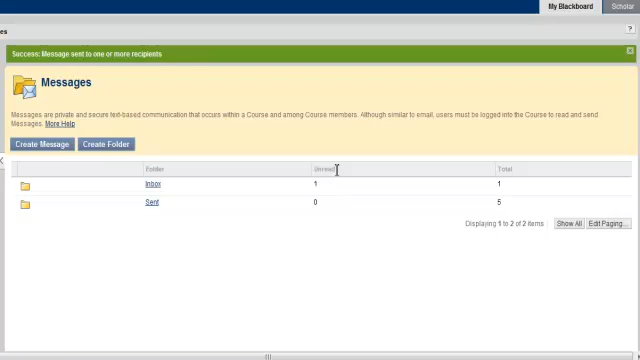 My Blackboard Scholar
es
?
Success: Message sent to one or more recipients
Messages
Messages are private and secure text-based communication that occurs within a Course and among Course members. Although similar to email, users must be logged into the Course to read and send
Messages. More Help
Create Message Create Folder
Folder Unread Total
Inbox 1 1
Sent 0 5
Displaying 1 to 2 of 2 items Show All Edit Paging...